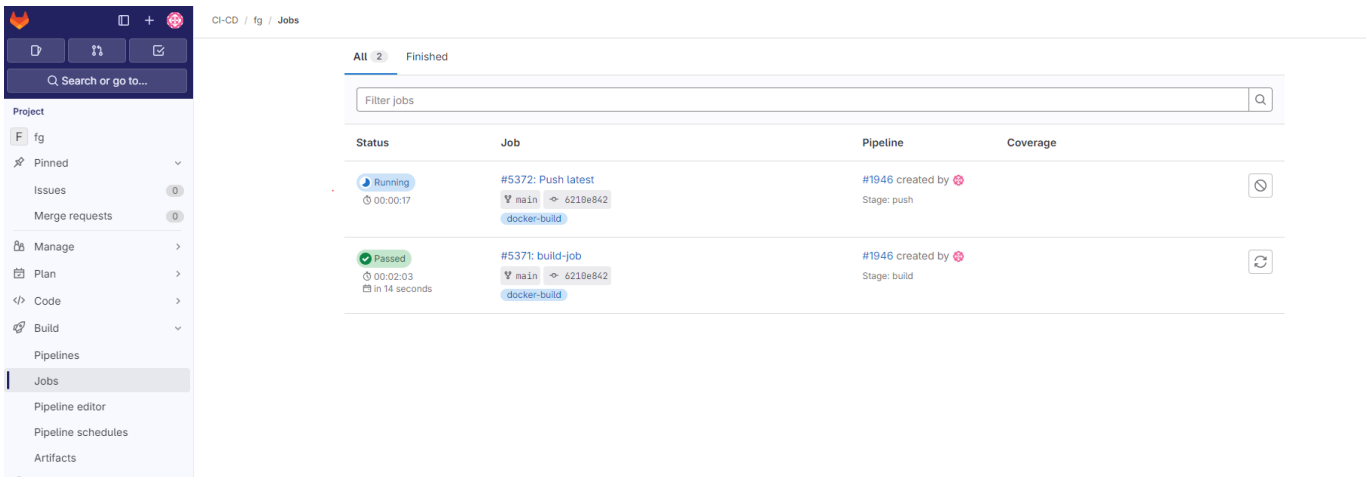 CI-CD / fg / Jobs
Search or go to...
Project
F fg
Pinned
Issues 0
Merge requests 0
Manage
Plan
Code
Build
Pipelines
Jobs
Pipeline editor
Pipeline schedules
Artifacts
All 2 Finished
Filter jobs
Status Job Pipeline Coverage
Running #5372: Push latest #1946 created by
00:00:17 main 6210e842 Stage: push
docker-build
Passed #5371: build-job #1946 created by
00:02:03 main 6210e842 Stage: build
in 14 seconds docker-build